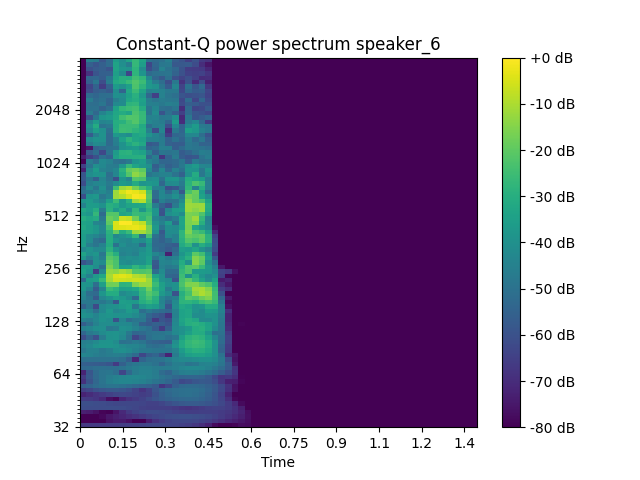 Constant-Q power spectrum speaker_6
Hz
2048
1024
512
256
128
64
32
0 0.15 0.3 0.45 0.6 0.75 0.9 1.1 1.2 1.4
Time
+0 dB
-10 dB
-20 dB
-30 dB
-40 dB
-50 dB
-60 dB
-70 dB
-80 dB